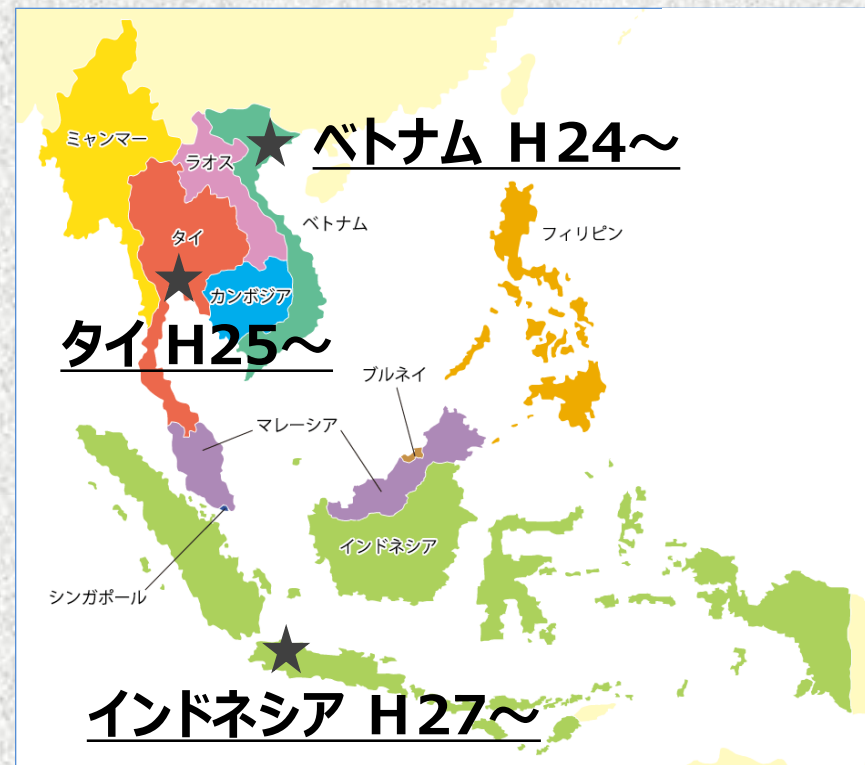 ミャンマー
ラオス
ベトナム H24～
ベトナム
フィリピン
タイ
カンボジア
タイ H25～
ブルネイ
マレーシア
インドネシア
シンガポール
インドネシア H27～